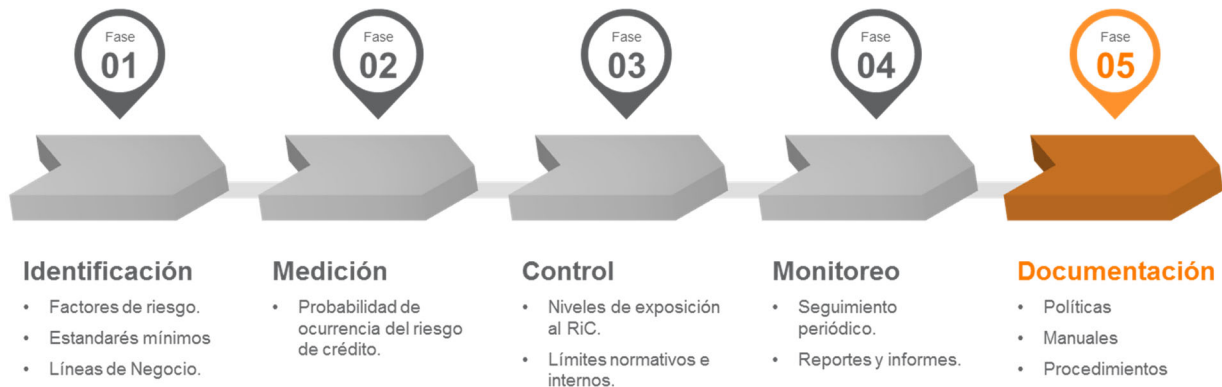 Fase
01
Fase
02
Fase
03
Fase
04
Fase
05
Identificación
• Factores de riesgo.
• Estandarés mínimos
• Líneas de Negocio.
Medición
• Probabilidad de
ocurrencia del riesgo
de crédito.
Control
• Niveles de exposición
al RiC.
• Límites normativos e
internos.
Monitoreo
• Seguimiento
periódico.
• Reportes y informes.
Documentación
• Políticas
• Manuales
• Procedimientos